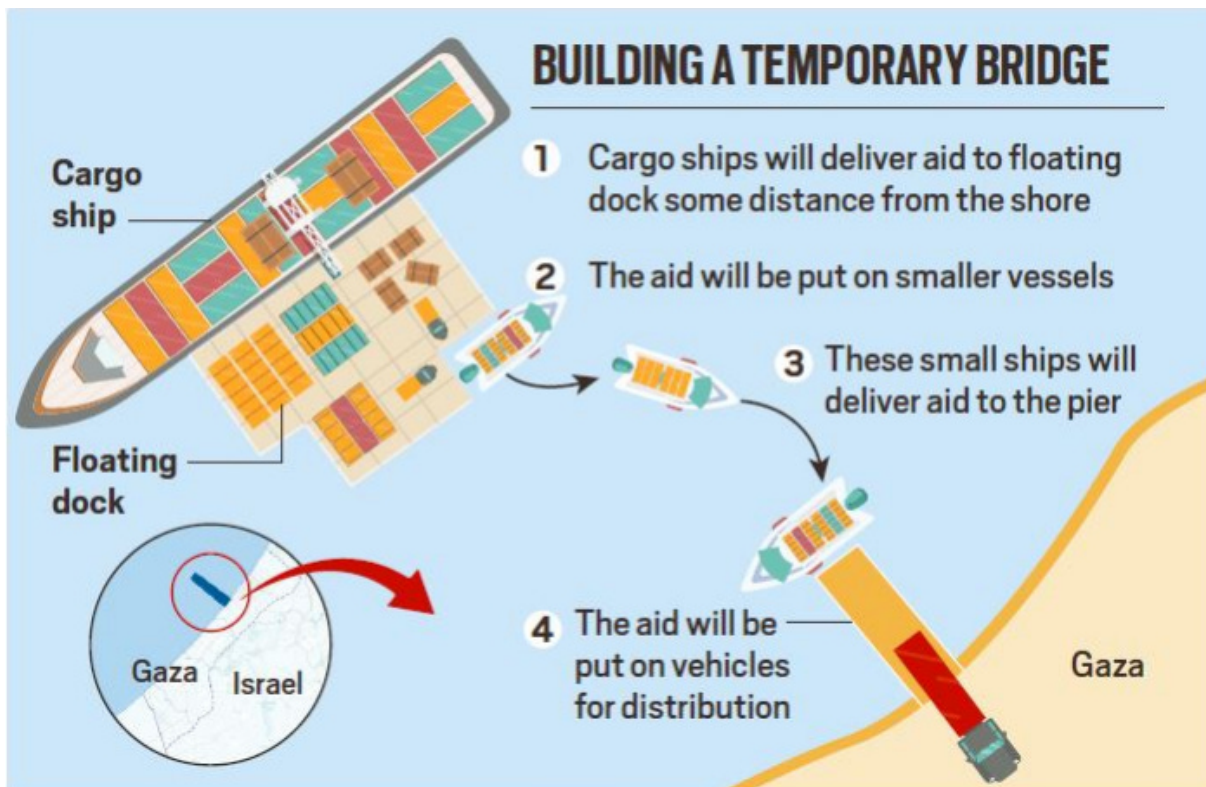 BUILDING A TEMPORARY BRIDGE
Cargo
ship
1 Cargo ships will deliver aid to floating
dock some distance from the shore
2 The aid will be put on smaller vessels
3 These small ships will
deliver aid to the pier
Floating
dock
4 The aid will be
put on vehicles
for distribution
Gaza
Israel
Gaza